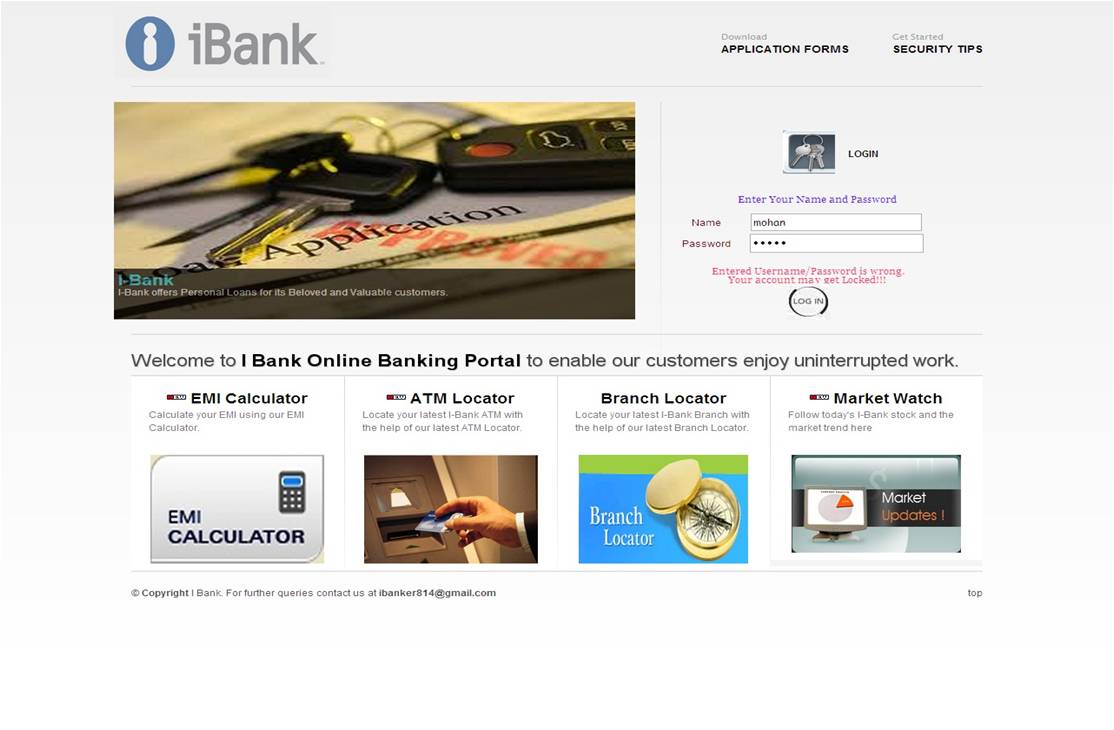 iBank
Download
APPLICATION FORMS
Get Started
SECURITY TIPS
Loan Application
APPROVED
I-Bank
I-Bank offers Personal Loans for its Beloved and Valuable customers.
LOGIN
Enter Your Name and Password
Name mohan
Password •••••
Entered Username/Password is wrong.
Your account may get Locked!!!
LOG IN
Welcome to I Bank Online Banking Portal to enable our customers enjoy uninterrupted work.
EMI Calculator
Calculate your EMI using our EMI
Calculator.
EMI
CALCULATOR
ATM Locator
Locate your latest I-Bank ATM with
the help of our latest ATM Locator.
Branch Locator
Locate your latest I-Bank Branch with
the help of our latest Branch Locator.
Branch
Locator
Market Watch
Follow today's I-Bank stock and the
market trend here
Market
Updates !
© Copyright I Bank. For further queries contact us at ibanker814@gmail.com
top